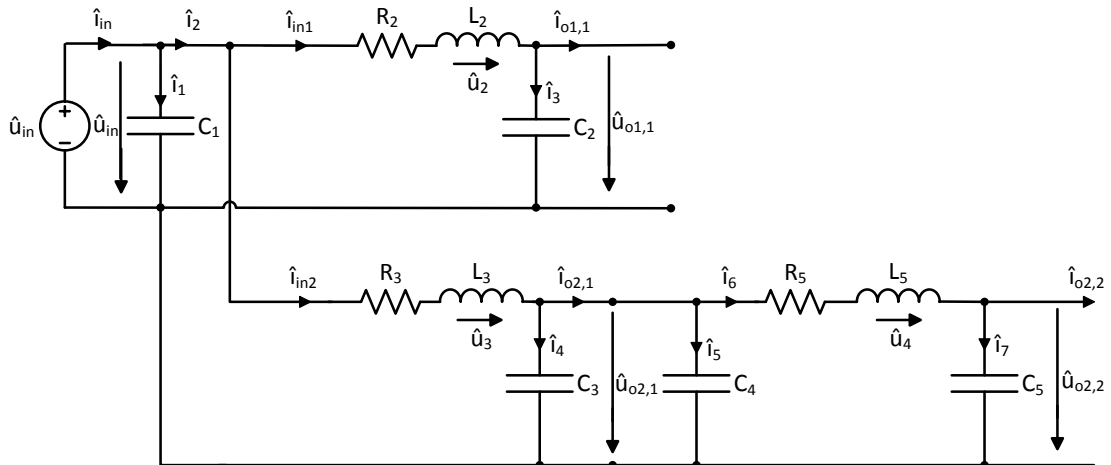 î_in î_2 î_in1 R_2 L_2 î_o1,1
+ − û_in û_in î_1 C_1 û_2 î_3 C_2 û_o1,1
î_in2 R_3 L_3 î_o2,1 î_6 R_5 L_5 î_o2,2
û_3 û_4
î_4 î_5 î_7
C_3 û_o2,1 C_4 C_5 û_o2,2